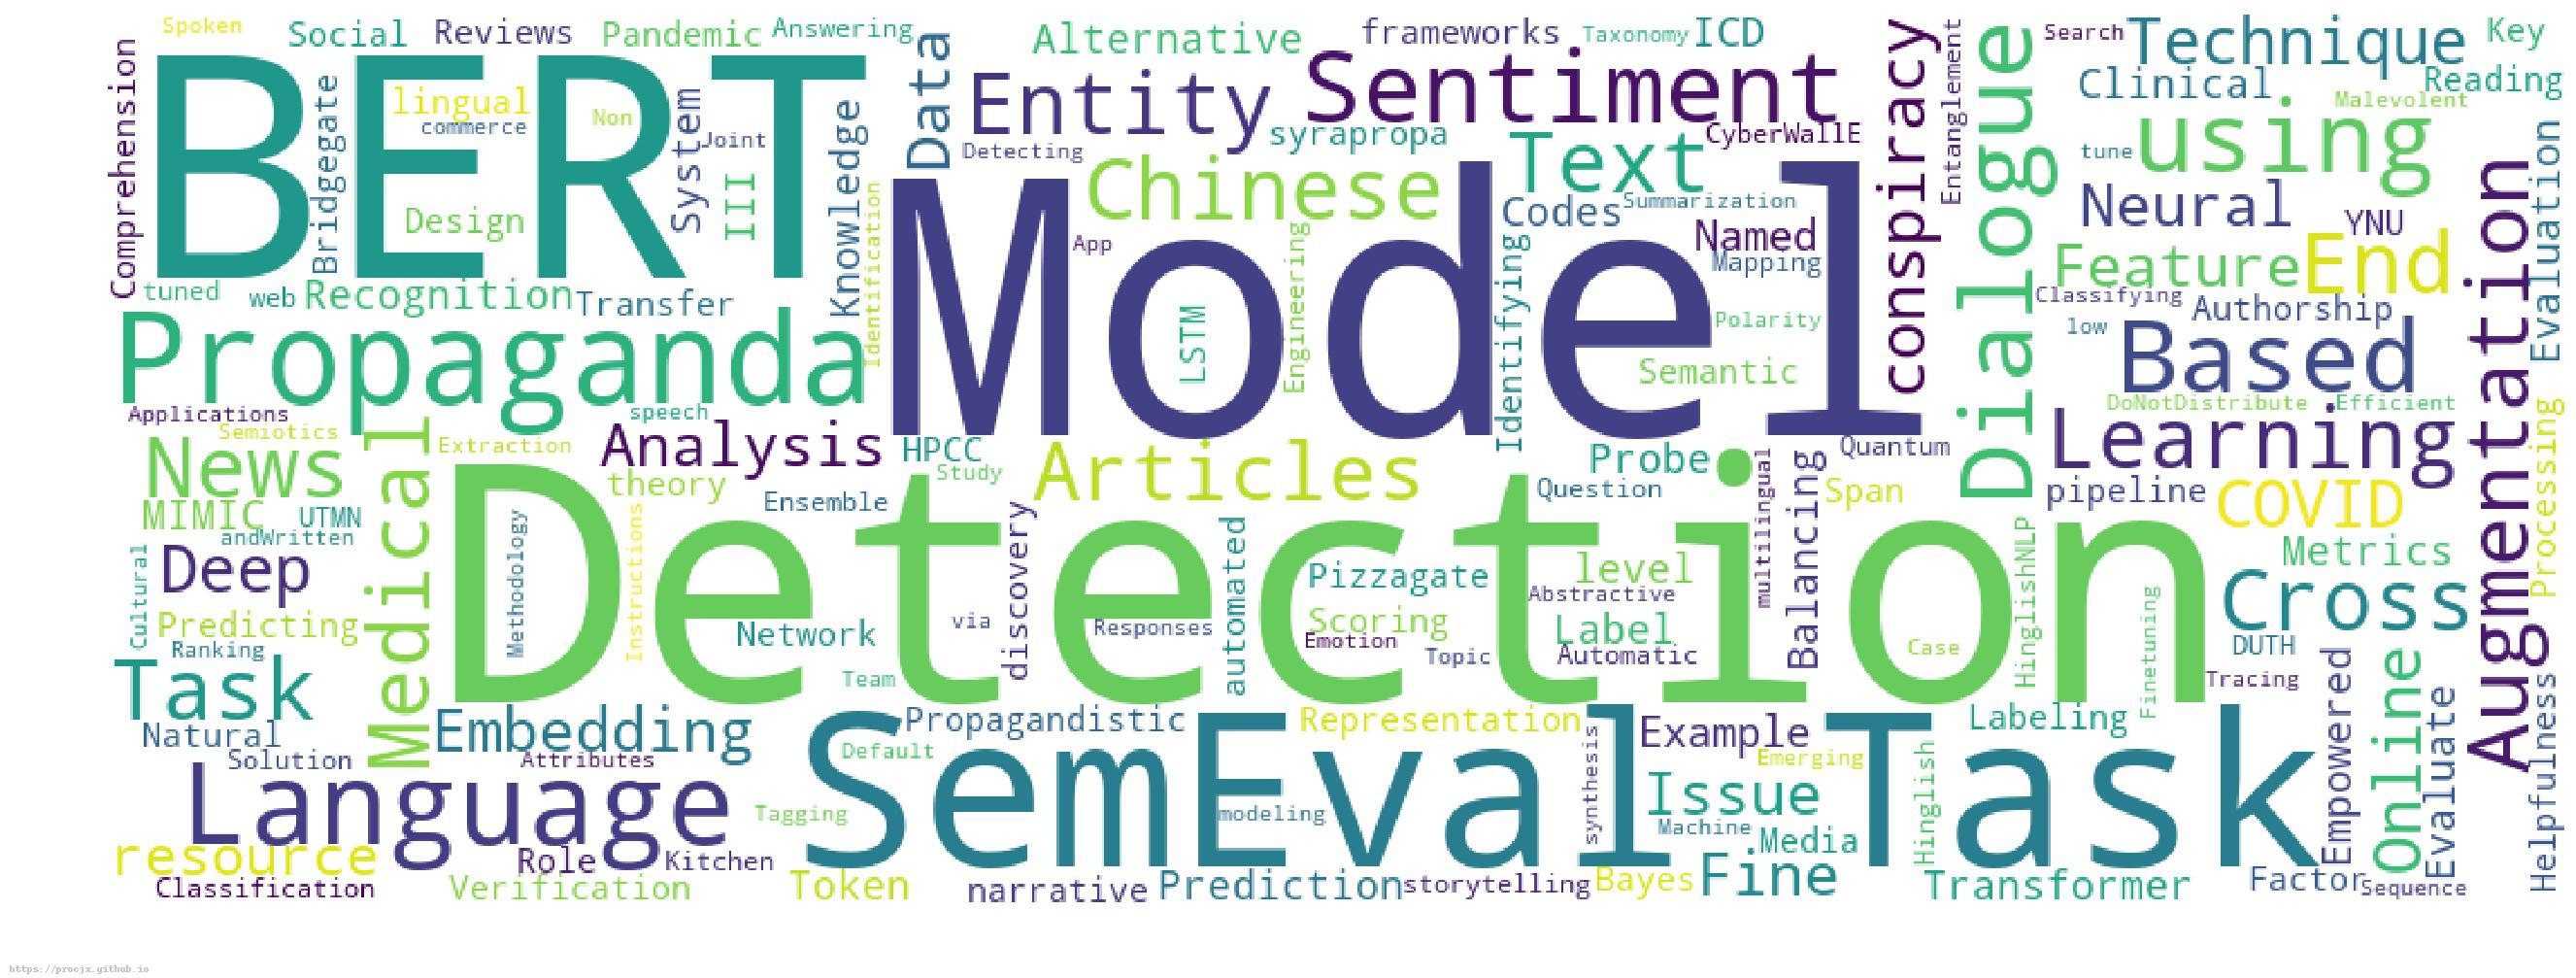 Spoken
Social
Reviews
Pandemic
Answering
Data
Alternative
frameworks
Taxonomy
ICD
conspiracy
Entanglement
Dialogue
Search
Technique
Key
Comprehension
BERT
Bridgegate
lingual
commerce
Non
System
Joint
Knowledge
Entity
Sentiment
Clinical
Reading
Malevolent
Detecting
syrapropa
Text
CyberWallE
tune
using
Evaluation
Design
III
Identification
Chinese
Codes
Summarization
Named
Neural
YNU
Augmentation
App
Engineering
Identifying
Mapping
Feature
End
tuned
web
Recognition
Transfer
Model
LSTM
Polarity
Classifying
low
Authorship
Propaganda
Semantic
Based
Applications
speech
DoNotDistribute
Efficient
Processing
Semiotics
Medical
Extraction
Analysis
HPCC
Articles
Probe
Quantum
Learning
News
theory
Study
Ensemble
Question
multilingual
Balancing
Span
pipeline
COVID
MIMIC
UTMN
andWritten
Methodology
Instructions
Detection
discovery
automated
HinglishNLP
Metrics
Cultural
Deep
Pizzagate
level
Abstractive
Cross
Predicting
Network
via
Responses
Scoring
Emotion
Label
Case
Finetuning
DUTH
Ranking
Topic
Automatic
Task
Team
Tracing
Natural
Embedding
Propagandistic
Representation
Example
Labeling
Empowered
Online
Evaluate
Helpfulness
Solution
Attributes
Default
SemEval Task
synthesis
Emerging
Hinglish
Language
Tagging
modeling
Issue
Machine
Media
resource
Role
Kitchen
Classification
Verification
Token
narrative
Prediction
storytelling
Bayes
Fine
Transformer
Factor
Sequence
https://procjx.github.io